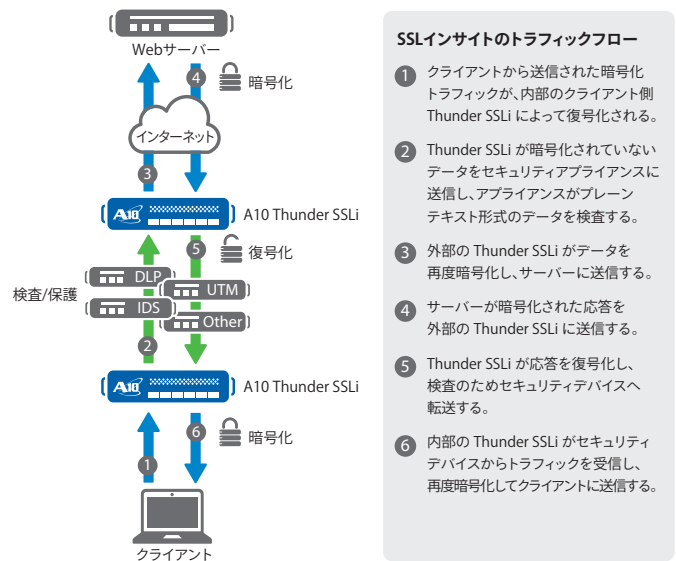 Webサーバー
4
暗号化
インターネット
3
A10
A10 Thunder SSLi
5
復号化
DLP
UTM
検査/保護
IDS
Other
2
A10
A10 Thunder SSLi
6
暗号化
1
クライアント
SSLインサイトのトラフィックフロー
1 クライアントから送信された暗号化
トラフィックが、内部のクライアント側
Thunder SSLi によって復号化される。
2 Thunder SSLi が暗号化されていない
データをセキュリティアプライアンスに
送信し、アプライアンスがプレーン
テキスト形式のデータを検査する。
3 外部の Thunder SSLi がデータを
再度暗号化し、サーバーに送信する。
4 サーバーが暗号化された応答を
外部の Thunder SSLi に送信する。
5 Thunder SSLi が応答を復号化し、
検査のためセキュリティデバイスへ
転送する。
6 内部の Thunder SSLi がセキュリティ
デバイスからトラフィックを受信し、
再度暗号化してクライアントに送信する。